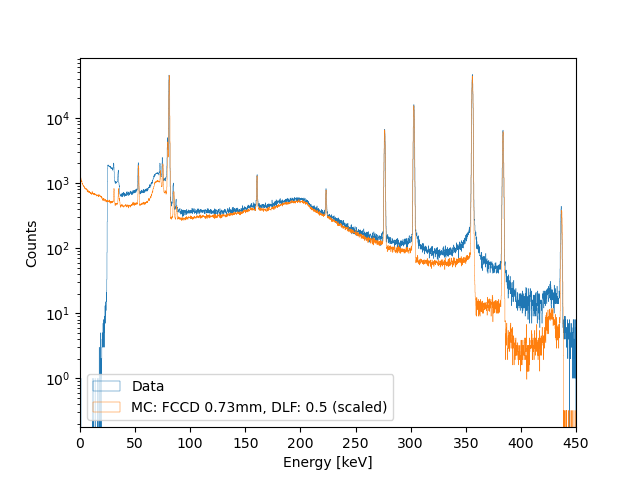 Counts
10⁴
10³
10²
10¹
10⁰
Data
MC: FCCD 0.73mm, DLF: 0.5 (scaled)
0 50 100 150 200 250 300 350 400 450
Energy [keV]